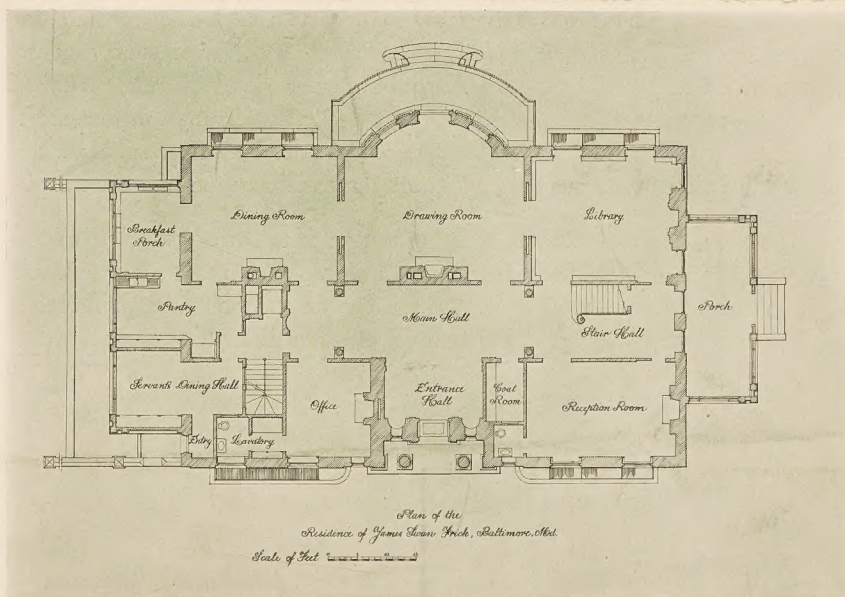 Dining Room
Drawing Room
Library
Breakfast
Porch
Pantry
Main Hall
Stair Hall
Porch
Servants Dining Hall
Office
Entrance
Hall
Coat
Room
Reception Room
Entry
Lavatory
Plan of the
Residence of James Swan Frick, Baltimore, Md.
Scale of Feet